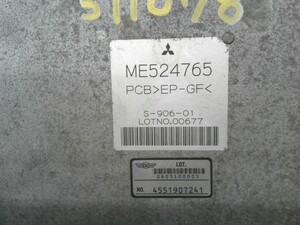 ME524765
PCB>EP-GF<
S-906-01
LOTNO.00677
LOT.
NO. 4551907241